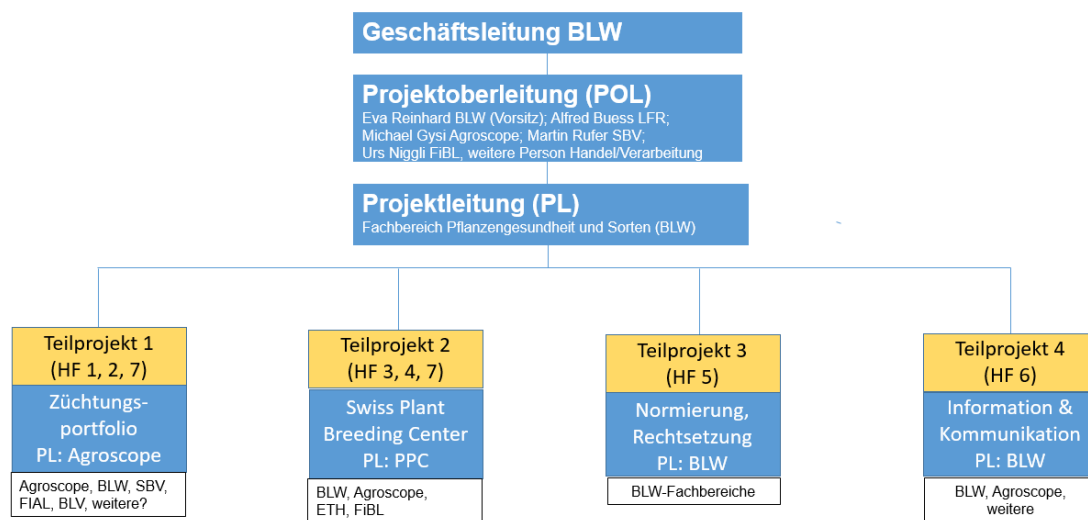 Geschäftsleitung BLW
Projektoberleitung (POL)
Eva Reinhard BLW (Vorsitz); Alfred Buess LFR;
Michael Gysi Agroscope; Martin Rufer SBV;
Urs Niggli FiBL, weitere Person Handel/Verarbeitung
Projektleitung (PL)
Fachbereich Pflanzengesundheit und Sorten (BLW)
Teilprojekt 1
(HF 1, 2, 7)
Züchtungs-
portfolio
PL: Agroscope
Agroscope, BLW, SBV,
FIAL, BLV, weitere?
Teilprojekt 2
(HF 3, 4, 7)
Swiss Plant
Breeding Center
PL: PPC
BLW, Agroscope,
ETH, FiBL
Teilprojekt 3
(HF 5)
Normierung,
Rechtsetzung
PL: BLW
BLW-Fachbereiche
Teilprojekt 4
(HF 6)
Information &
Kommunikation
PL: BLW
BLW, Agroscope,
weitere